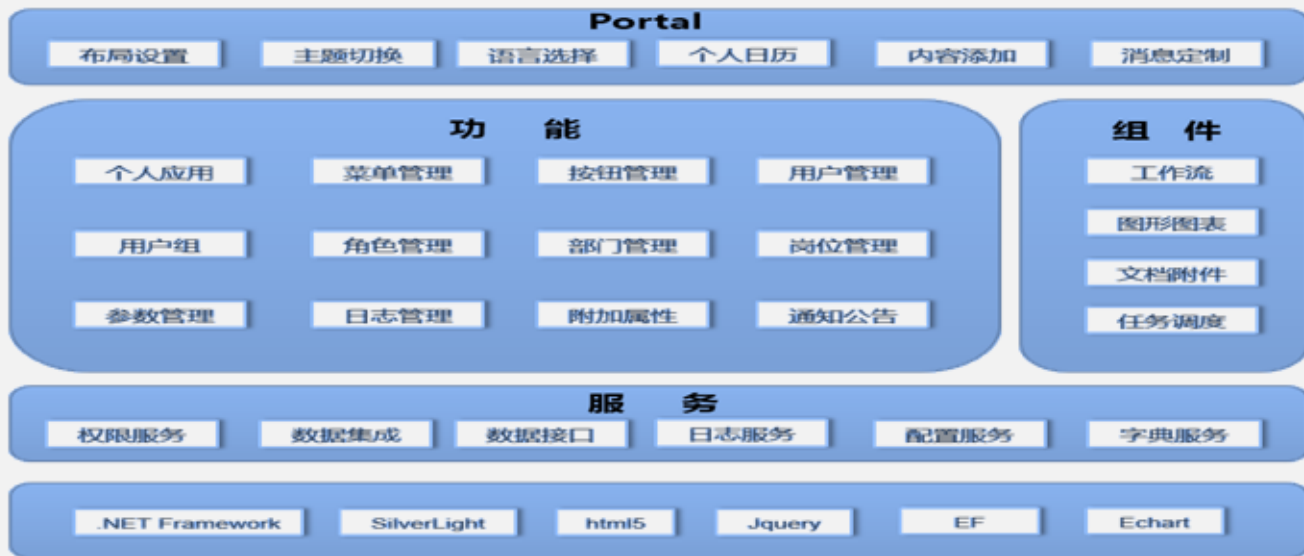 Portal
布局设置 主题切换 语言选择 个人日历 内容添加 消息定制
功 能
个人应用 菜单管理 按钮管理 用户管理
用户组 角色管理 部门管理 岗位管理
参数管理 日志管理 附加属性 通知公告
组 件
工作流
图形图表
文档附件
任务调度
服 务
权限服务 数据集成 数据接口 日志服务 配置服务 字典服务
.NET Framework SilverLight html5 Jquery EF Echart